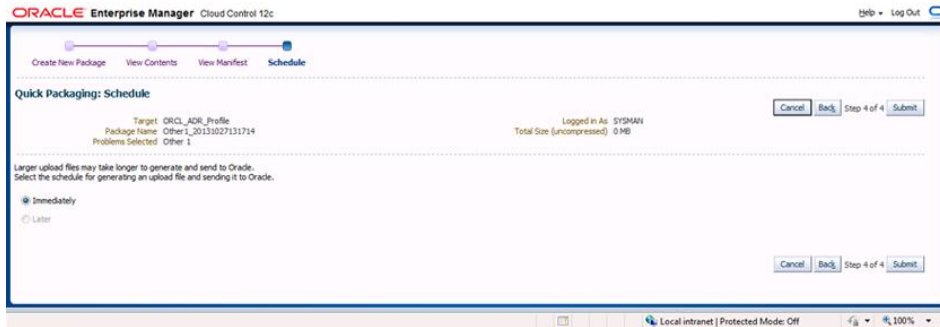 ORACLE Enterprise Manager Cloud Control 12c
Help Log Out
Create New Package View Contents View Manifest Schedule
Quick Packaging: Schedule
Cancel Back Step 4 of 4 Submit
Target ORCL_ADR_Profile
Package Name Other1_20131027131714
Problems Selected Other 1
Logged in As SYSMAN
Total Size (uncompressed) 0 MB
Larger upload files may take longer to generate and send to Oracle.
Select the schedule for generating an upload file and sending it to Oracle.
Immediately
Later
Cancel Back Step 4 of 4 Submit
Local intranet | Protected Mode: Off
100%